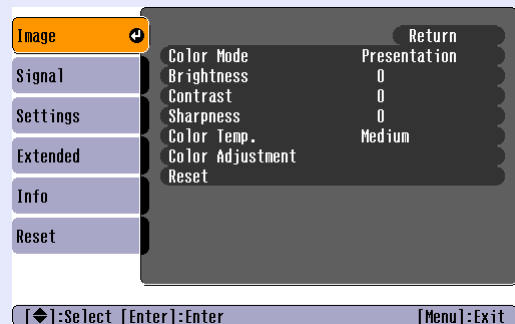 Image
Signal
Settings
Extended
Info
Reset
Return
Color Mode Presentation
Brightness 0
Contrast 0
Sharpness 0
Color Temp. Medium
Color Adjustment
Reset
[◆]:Select [Enter]:Enter [Menu]:Exit